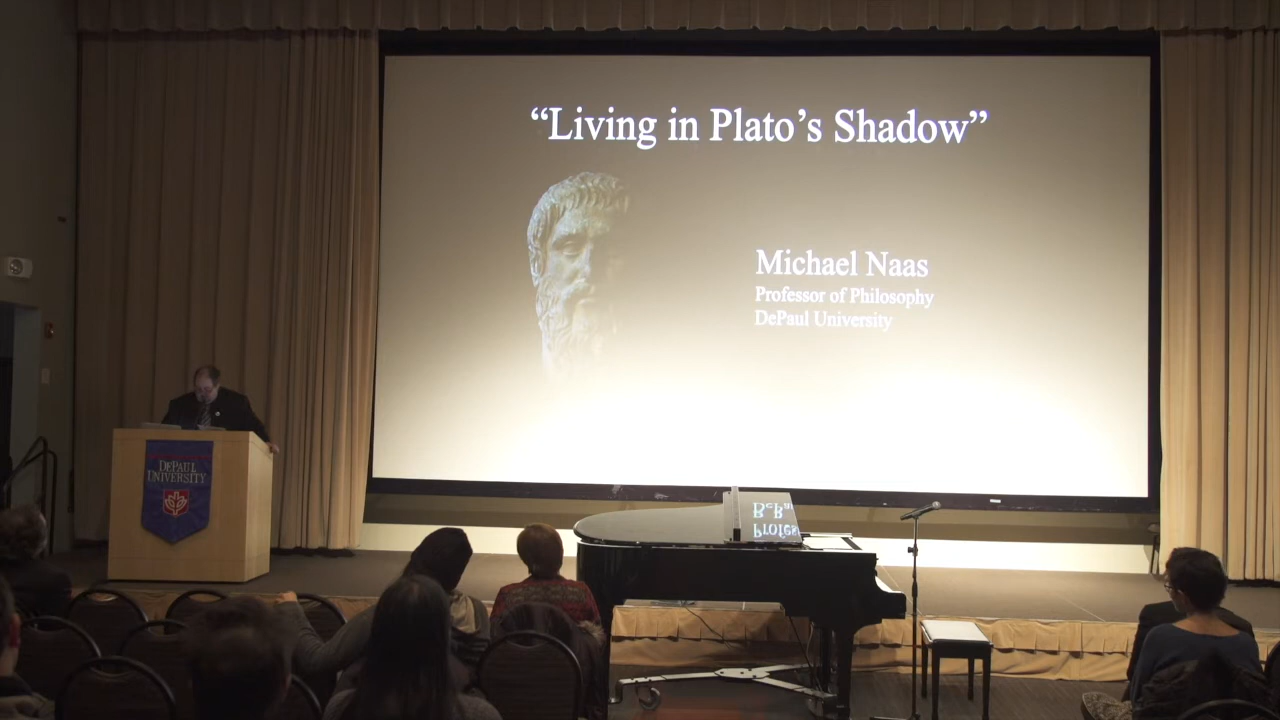 “Living in Plato’s Shadow”
Michael Naas
Professor of Philosophy
DePaul University
DEPAUL
UNIVERSITY